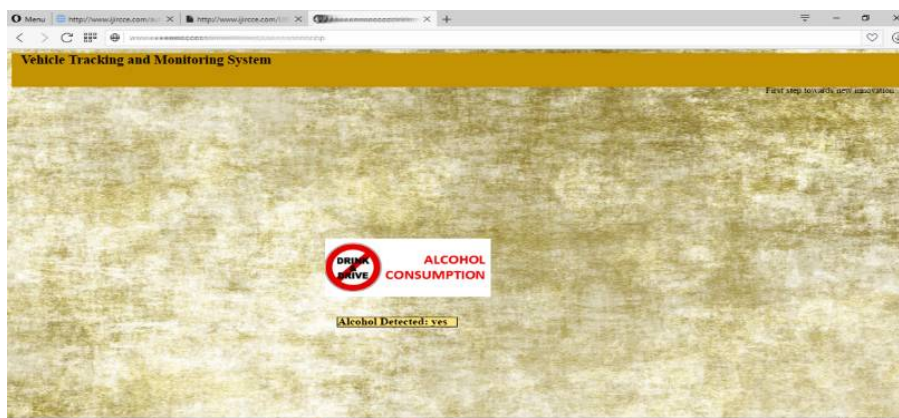 Menu http://www.ijircce.com/ http://www.ijircce.com/
Vehicle Tracking and Monitoring System
First step towards new innovation
DRINK
DRIVE
ALCOHOL
CONSUMPTION
Alcohol Detected: yes